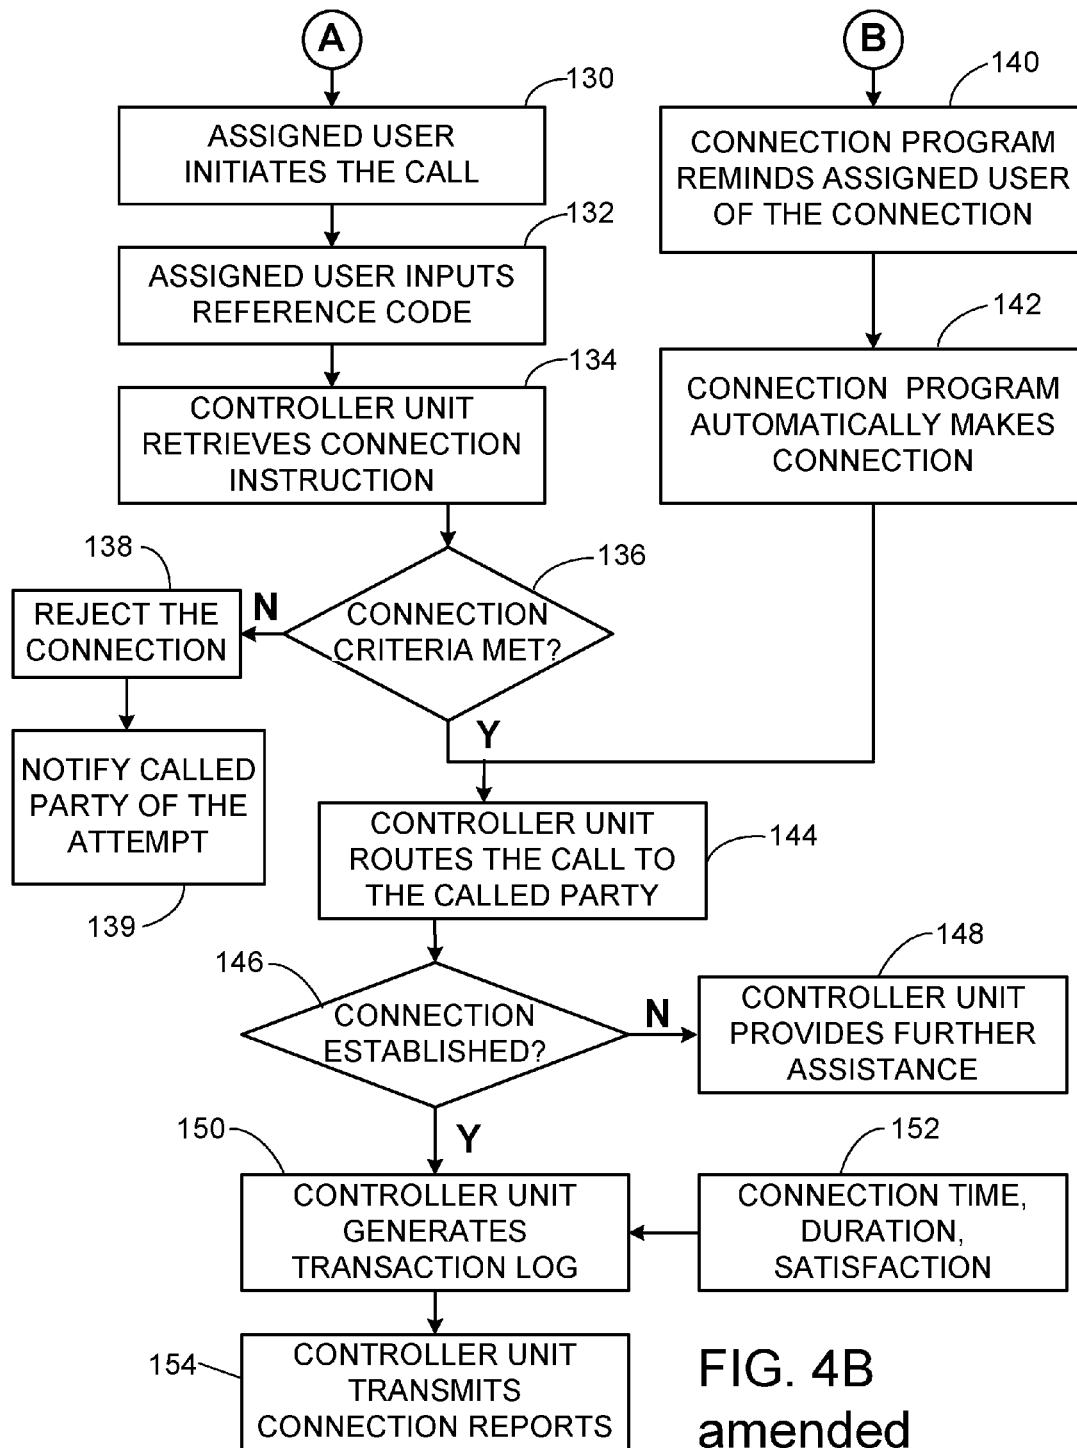 A
B
130
140
ASSIGNED USER
INITIATES THE CALL
CONNECTION PROGRAM
REMINDS ASSIGNED USER
OF THE CONNECTION
132
ASSIGNED USER INPUTS
REFERENCE CODE
142
134
CONTROLLER UNIT
RETRIEVES CONNECTION
INSTRUCTION
CONNECTION PROGRAM
AUTOMATICALLY MAKES
CONNECTION
138
136
REJECT THE
CONNECTION
N
CONNECTION
CRITERIA MET?
Y
NOTIFY CALLED
PARTY OF THE
ATTEMPT
139
CONTROLLER UNIT
ROUTES THE CALL TO
THE CALLED PARTY
144
146
148
CONNECTION
ESTABLISHED?
N
CONTROLLER UNIT
PROVIDES FURTHER
ASSISTANCE
150
Y
152
CONTROLLER UNIT
GENERATES
TRANSACTION LOG
CONNECTION TIME,
DURATION,
SATISFACTION
154
CONTROLLER UNIT
TRANSMITS
CONNECTION REPORTS
FIG. 4B
amended